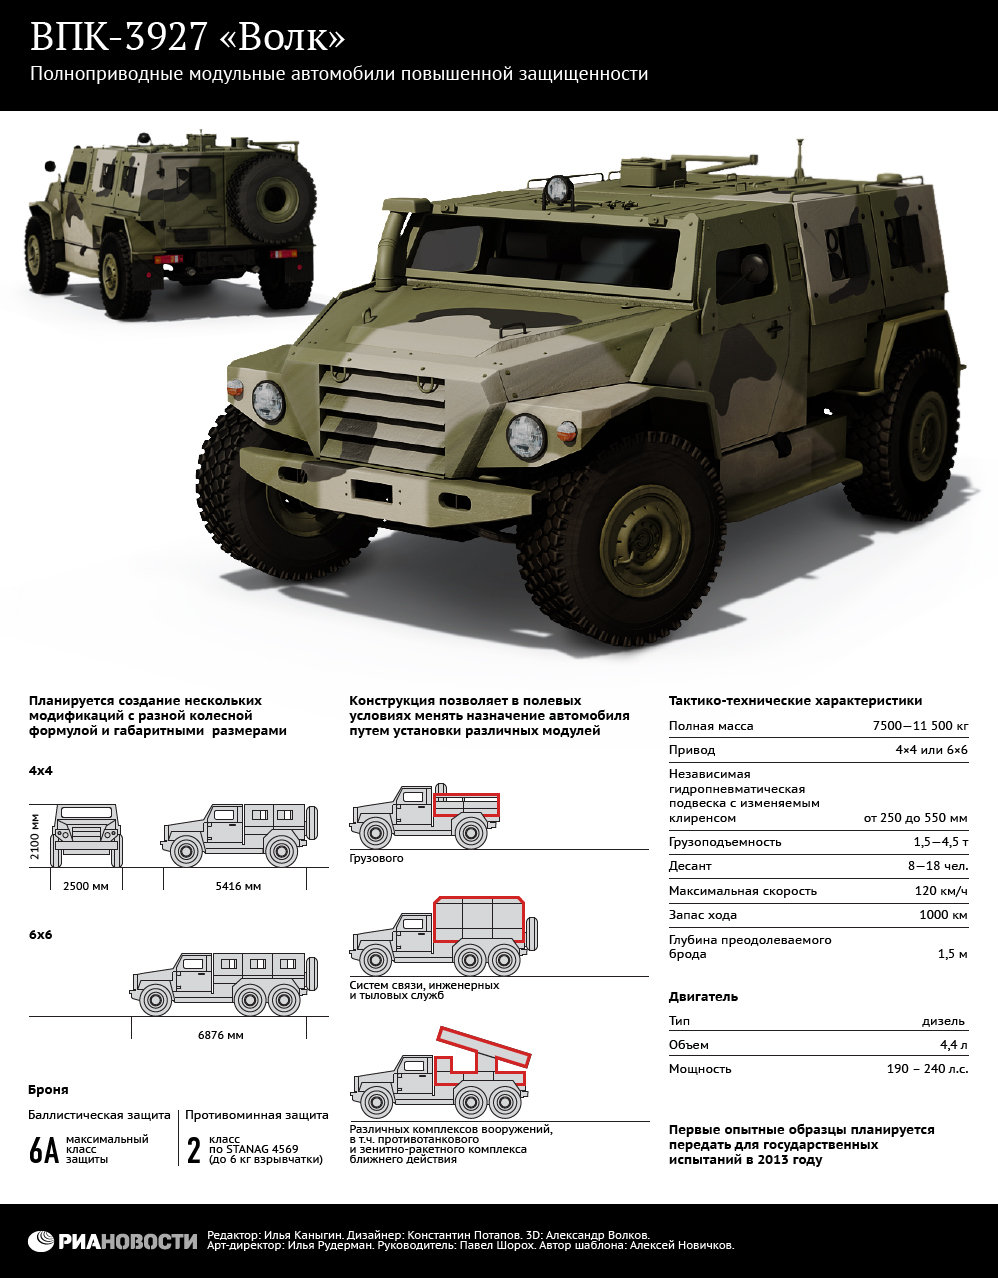 ВПК-3927 «Волк»
Полноприводные модульные автомобили повышенной защищенности
Планируется создание нескольких
модификаций с разной колесной
формулой и габаритными размерами
4х4
2100 мм
2500 мм
5416 мм
6х6
6876 мм
Броня
Баллистическая защита
6А
максимальный
класс
защиты
Противоминная защита
2
класс
по STANAG 4569
(до 6 кг взрывчатки)
Конструкция позволяет в полевых
условиях менять назначение автомобиля
путем установки различных модулей
Грузового
Систем связи, инженерных
и тыловых служб
Различных комплексов вооружений,
в т.ч. противотанкового
и зенитно-ракетного комплекса
ближнего действия
Тактико-технические характеристики
Полная масса 7500—11 500 кг
Привод 4×4 или 6×6
Независимая
гидропневматическая
подвеска с изменяемым
клиренсом от 250 до 550 мм
Грузоподъемность 1,5—4,5 т
Десант 8—18 чел.
Максимальная скорость 120 км/ч
Запас хода 1000 км
Глубина преодолеваемого
брода 1,5 м
Двигатель
Тип дизель
Объем 4,4 л
Мощность 190 – 240 л.с.
Первые опытные образцы планируется
передать для государственных
испытаний в 2013 году
РИАНОВОСТИ
Редактор: Илья Каныгин. Дизайнер: Константин Потапов. 3D: Александр Волков.
Арт-директор: Илья Рудерман. Руководитель: Павел Шорох. Автор шаблона: Алексей Новичков.